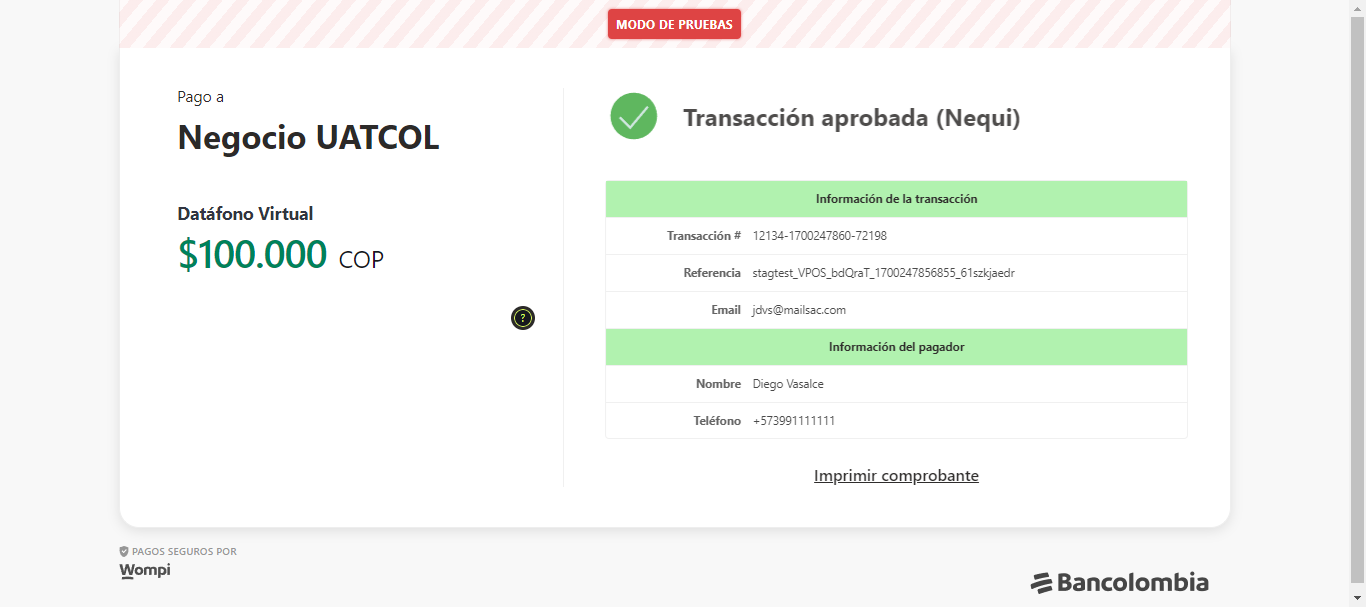 MODO DE PRUEBAS
Pago a
Negocio UATCOL
Datáfono Virtual
$100.000 COP
?
Transacción aprobada (Nequi)
Información de la transacción
Transacción # 12134-1700247860-72198
Referencia stagtest_VPOS_bdQraT_1700247856855_61szkjaedr
Email jdvs@mailsac.com
Información del pagador
Nombre Diego Vasalce
Teléfono +573991111111
Imprimir comprobante
PAGOS SEGUROS POR
Wompi
Bancolombia